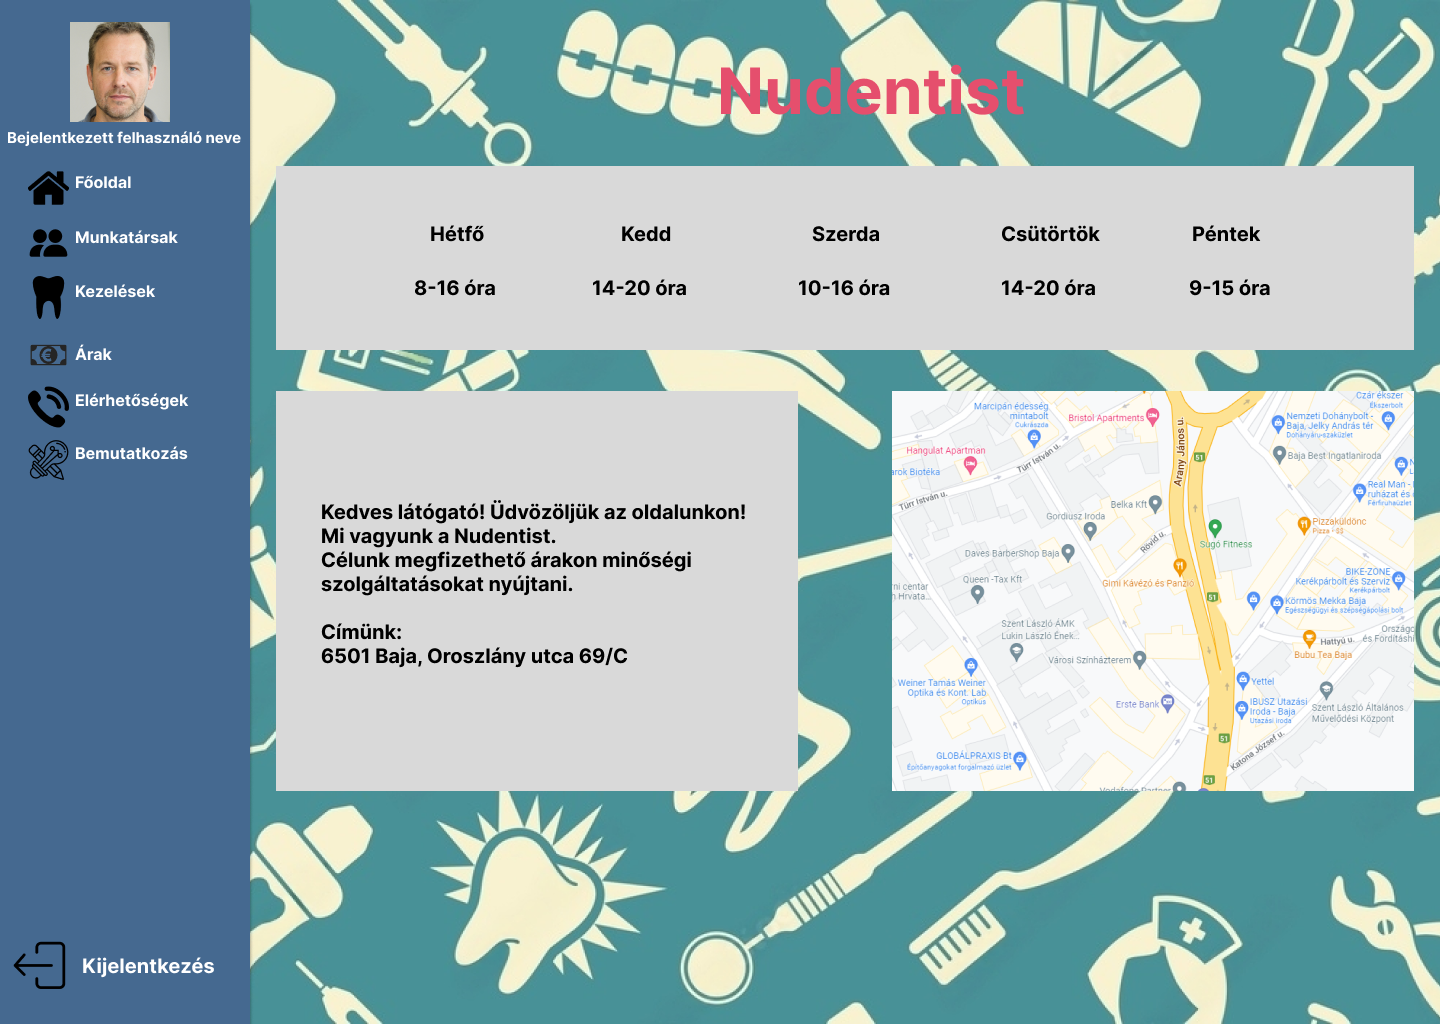 Bejelentkezett felhasználó neve
Főoldal
Munkatársak
Kezelések
Árak
Elérhetőségek
Bemutatkozás
Kijelentkezés
Nudentist
Hétfő Kedd Szerda Csütörtök Péntek
8-16 óra 14-20 óra 10-16 óra 14-20 óra 9-15 óra
Kedves látógató! Üdvözöljük az oldalunkon!
Mi vagyunk a Nudentist.
Célunk megfizethető árakon minőségi
szolgáltatásokat nyújtani.
Címünk:
6501 Baja, Oroszlány utca 69/C
Marcipán édesség
mintabolt
Cukrászda
Bristol Apartments
Arany János u.
Czár ékszer
Ékszerbolt
Nemzeti Dohánybolt -
Baja, Jelky András tér
Dohányáru-szaküzlet
Hangulat Apartman
Türr István u.
51
Baja Best Ingatlaniroda
arok Biotéka
Türr István u.
Real Man -
ruházat és
Férfiruhaüzlet
Belka Kft
Gordiusz Iroda
Rövid u.
Súgó Fitness
Pizzaküldönc
Pizza - $$
Daves BarberShop Baja
Queen -Tax Kft
Gimi Kávézó és Panzió
BIKE-ZONE
Kerékpárbolt és Szerviz
Kerékpárbolt
ni centar
Hrvata...
51
Körmös Mekka Baja
Egészségügyi és szépségápolási bolt
Szent László ÁMK
Lukin László Ének...
Hattyú u.
Országo
és Fordításhi
Bubu Tea Baja
Városi Színházterem
Weiner Tamás Weiner
Optika és Kont. Lab
Optikus
Yettel
Erste Bank
IBUSZ Utazási
Iroda - Baja
Utazási iroda
Szent László Általános
Művelődési Központ
51
Katona József u.
GLOBÁLPRAXIS Bt
Építőanyagokat forgalmazó üzlet
51
Vodafone Partner